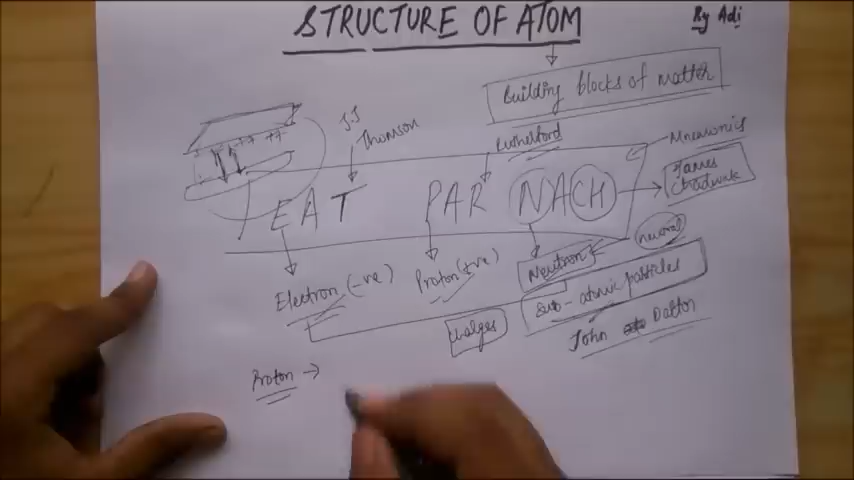 STRUCTURE OF ATOM
By Adi
Building blocks of matter
J.J
Thomson
Rutherford
Mnemonics
James
Chadwick
++ ++
EAT PAR NACH
neutral
Electron (-ve)
Proton (+ve)
Neutron
Sub-atomic particles
Charges
John Dalton
Proton →